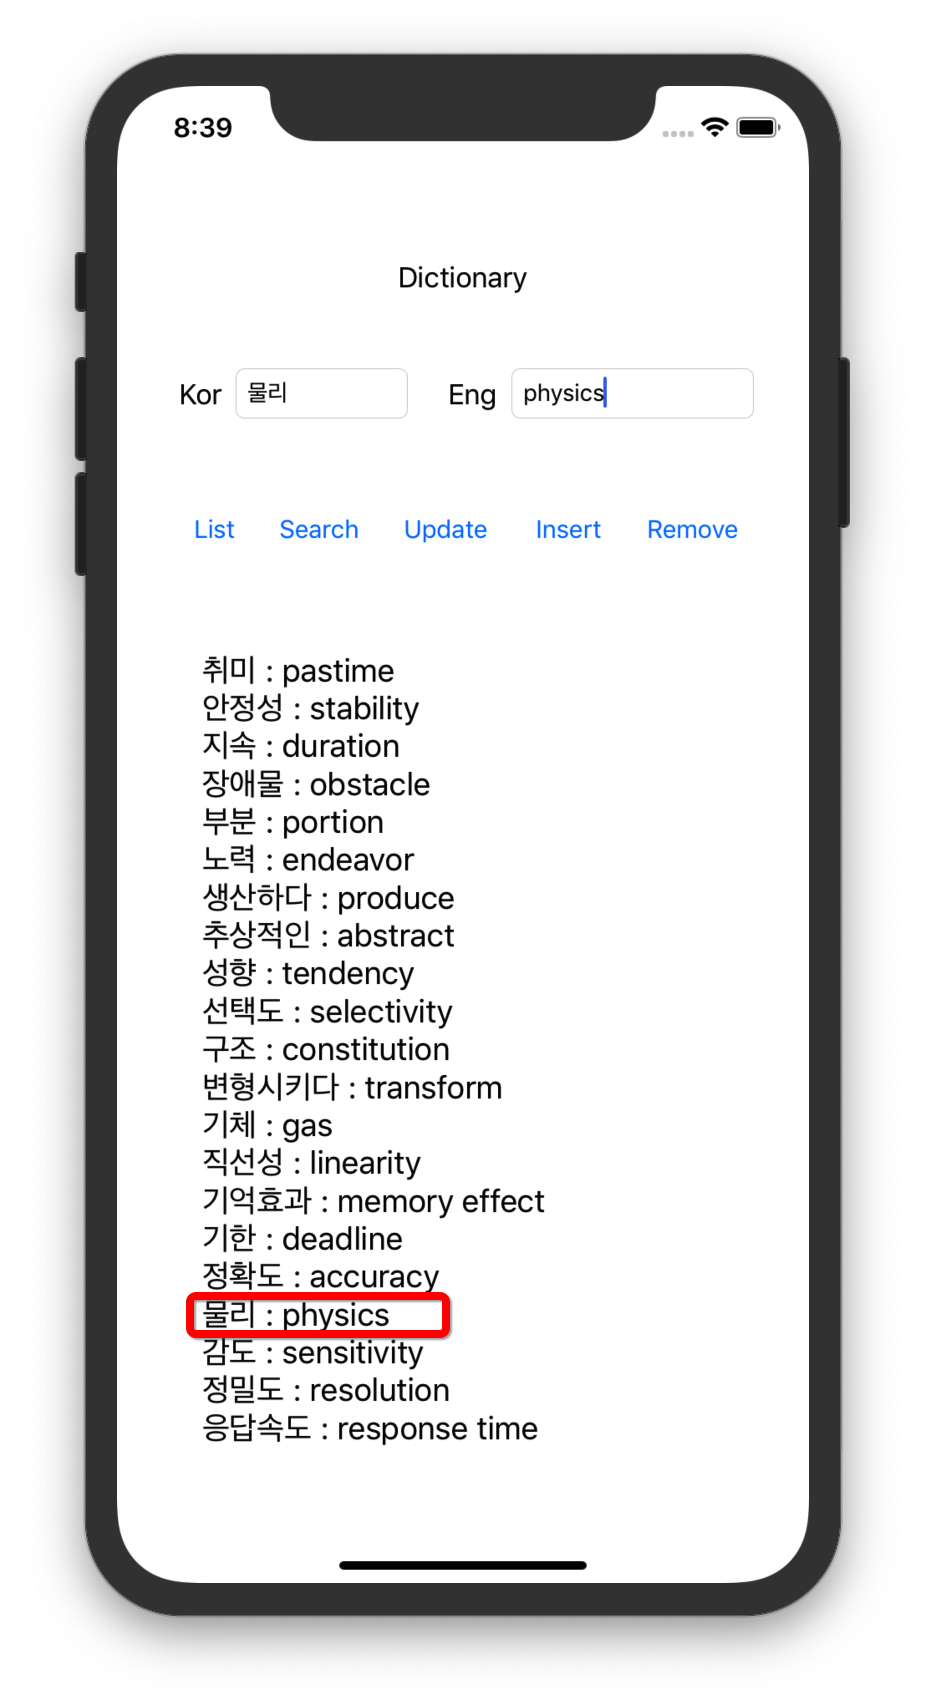 8:39
Dictionary
Kor 물리 Eng physics
List Search Update Insert Remove
취미 : pastime
안정성 : stability
지속 : duration
장애물 : obstacle
부분 : portion
노력 : endeavor
생산하다 : produce
추상적인 : abstract
성향 : tendency
선택도 : selectivity
구조 : constitution
변형시키다 : transform
기체 : gas
직선성 : linearity
기억효과 : memory effect
기한 : deadline
정확도 : accuracy
물리 : physics
감도 : sensitivity
정밀도 : resolution
응답속도 : response time